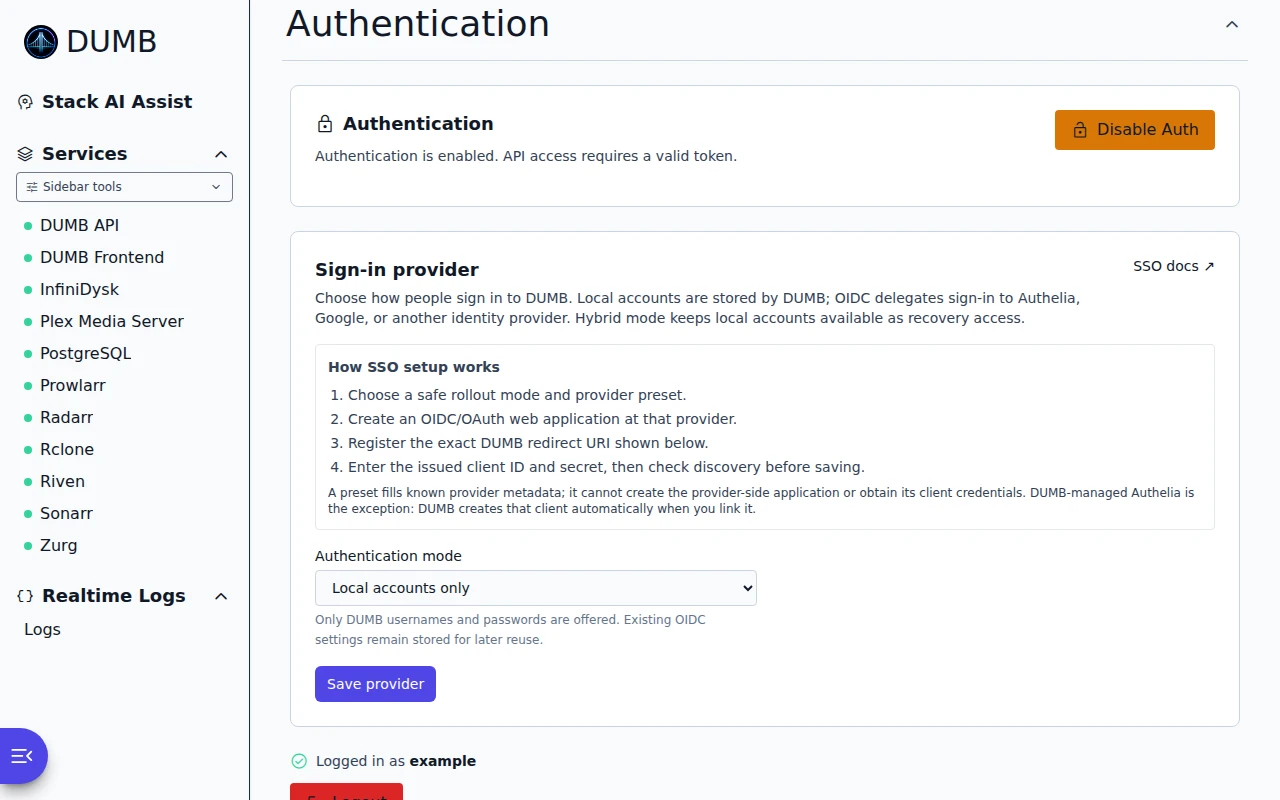 DUMB
Stack AI Assist
Services
Sidebar tools
DUMB API
DUMB Frontend
InfiniDysk
Plex Media Server
PostgreSQL
Prowlarr
Radarr
Rclone
Riven
Sonarr
Zurg
Realtime Logs
Logs
Authentication
Authentication
Disable Auth
Authentication is enabled. API access requires a valid token.
Sign-in provider
SSO docs ↗
Choose how people sign in to DUMB. Local accounts are stored by DUMB; OIDC delegates sign-in to Authelia,
Google, or another identity provider. Hybrid mode keeps local accounts available as recovery access.
How SSO setup works
1. Choose a safe rollout mode and provider preset.
2. Create an OIDC/OAuth web application at that provider.
3. Register the exact DUMB redirect URI shown below.
4. Enter the issued client ID and secret, then check discovery before saving.
A preset fills known provider metadata; it cannot create the provider-side application or obtain its client credentials. DUMB-managed Authelia is
the exception: DUMB creates that client automatically when you link it.
Authentication mode
Local accounts only
Only DUMB usernames and passwords are offered. Existing OIDC
settings remain stored for later reuse.
Save provider
Logged in as example
Logout